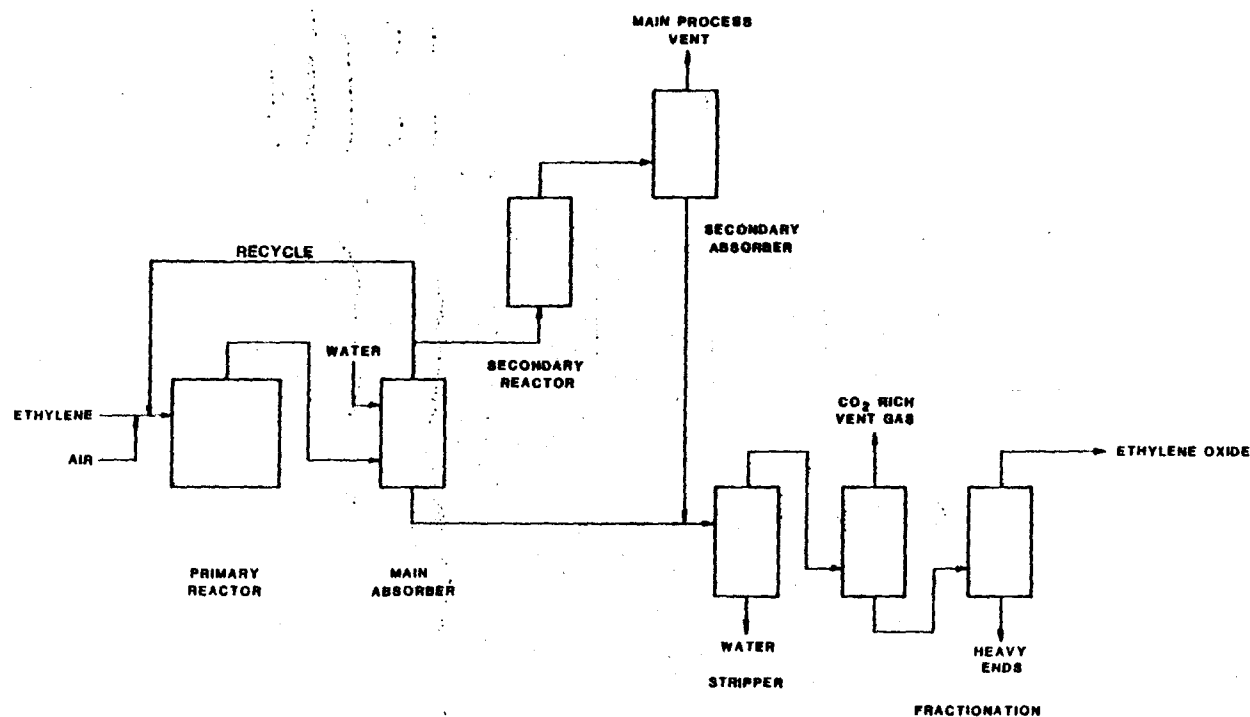 MAIN PROCESS
VENT
SECONDARY
ABSORBER
RECYCLE
WATER
SECONDARY
REACTOR
ETHYLENE
AIR
CO₂ RICH
VENT GAS
ETHYLENE OXIDE
PRIMARY
REACTOR
MAIN
ABSORBER
WATER
STRIPPER
HEAVY
ENDS
FRACTIONATION